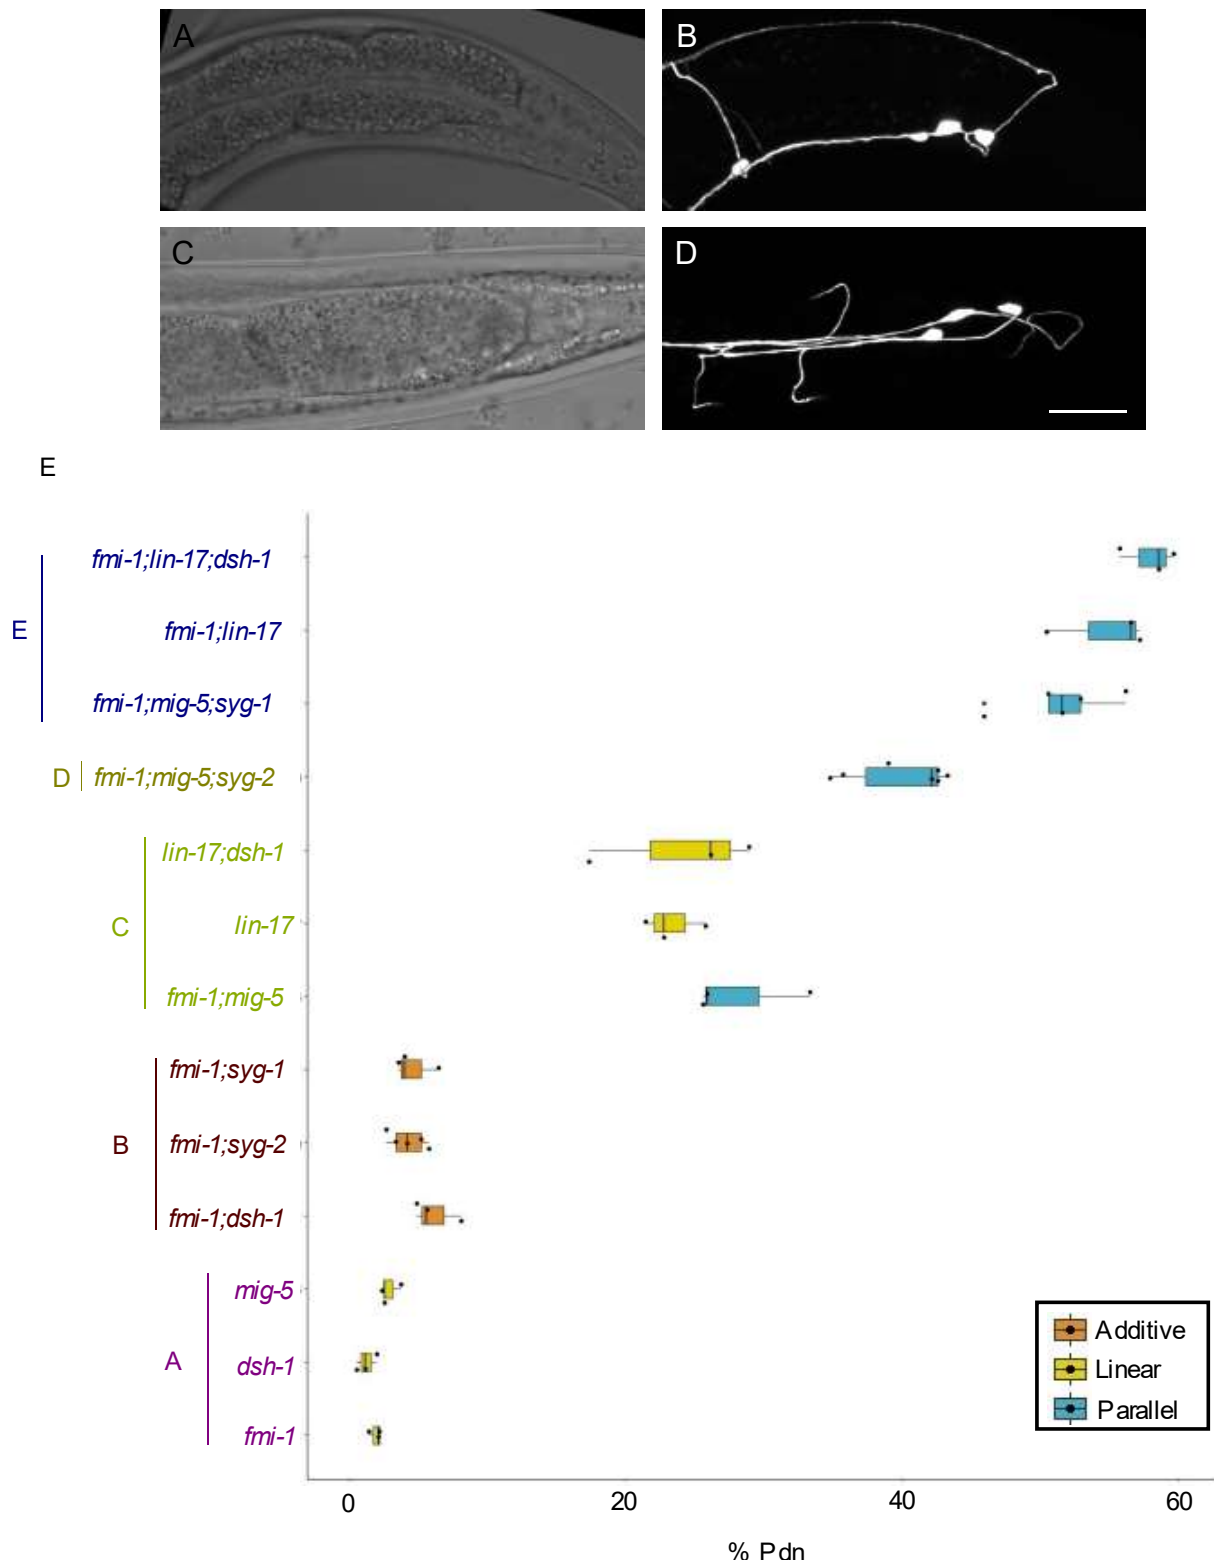 A
B
C
D
E
fmi-1;lin-17;dsh-1
E
fmi-1;lin-17
fmi-1;mig-5;syg-1
D
fmi-1;mig-5;syg-2
lin-17;dsh-1
C
lin-17
fmi-1;mig-5
fmi-1;syg-1
B
fmi-1;syg-2
fmi-1;dsh-1
mig-5
A
dsh-1
fmi-1
Additive
Linear
Parallel
0 20 40 60
% Pdn